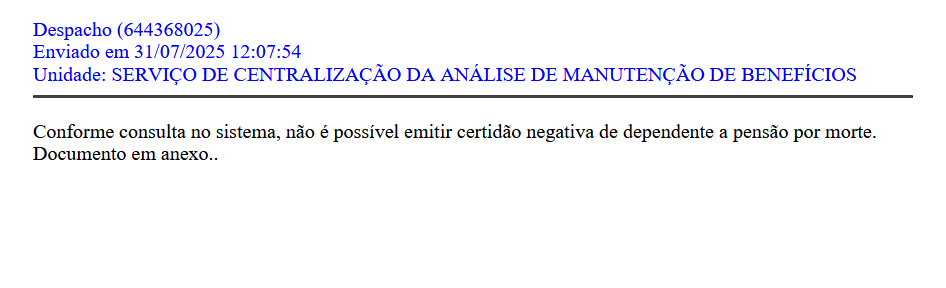 Despacho (644368025)
Enviado em 31/07/2025 12:07:54
Unidade: SERVIÇO DE CENTRALIZAÇÃO DA ANÁLISE DE MANUTENÇÃO DE BENEFÍCIOS
Conforme consulta no sistema, não é possível emitir certidão negativa de dependente a pensão por morte.
Documento em anexo..